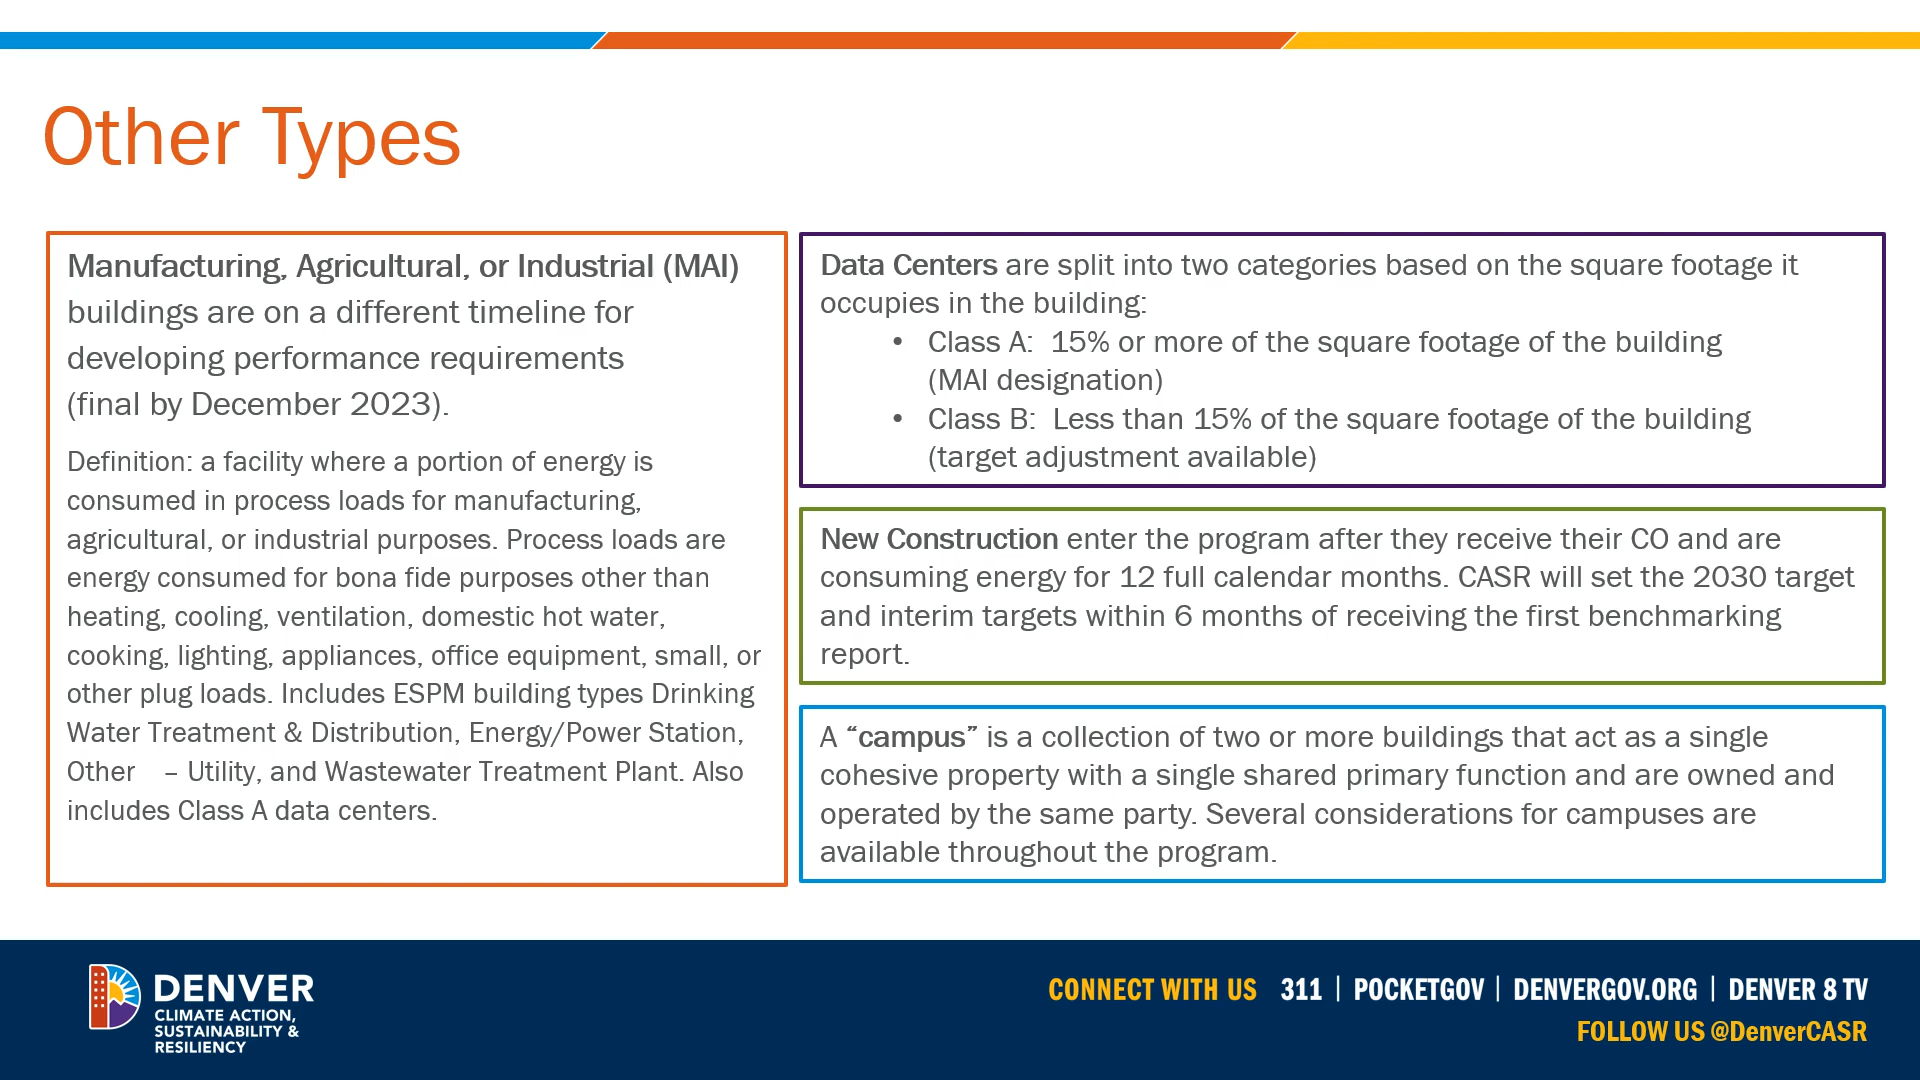 Other Types
Manufacturing, Agricultural, or Industrial (MAI)
buildings are on a different timeline for
developing performance requirements
(final by December 2023).
Definition: a facility where a portion of energy is
consumed in process loads for manufacturing,
agricultural, or industrial purposes. Process loads are
energy consumed for bona fide purposes other than
heating, cooling, ventilation, domestic hot water,
cooking, lighting, appliances, office equipment, small, or
other plug loads. Includes ESPM building types Drinking
Water Treatment & Distribution, Energy/Power Station,
Other – Utility, and Wastewater Treatment Plant. Also
includes Class A data centers.
Data Centers are split into two categories based on the square footage it
occupies in the building:
• Class A: 15% or more of the square footage of the building
(MAI designation)
• Class B: Less than 15% of the square footage of the building
(target adjustment available)
New Construction enter the program after they receive their CO and are
consuming energy for 12 full calendar months. CASR will set the 2030 target
and interim targets within 6 months of receiving the first benchmarking
report.
A “campus” is a collection of two or more buildings that act as a single
cohesive property with a single shared primary function and are owned and
operated by the same party. Several considerations for campuses are
available throughout the program.
DENVER
CLIMATE ACTION,
SUSTAINABILITY &
RESILIENCY
CONNECT WITH US 311 | POCKETGOV | DENVERGOV.ORG | DENVER 8 TV
FOLLOW US @DenverCASR